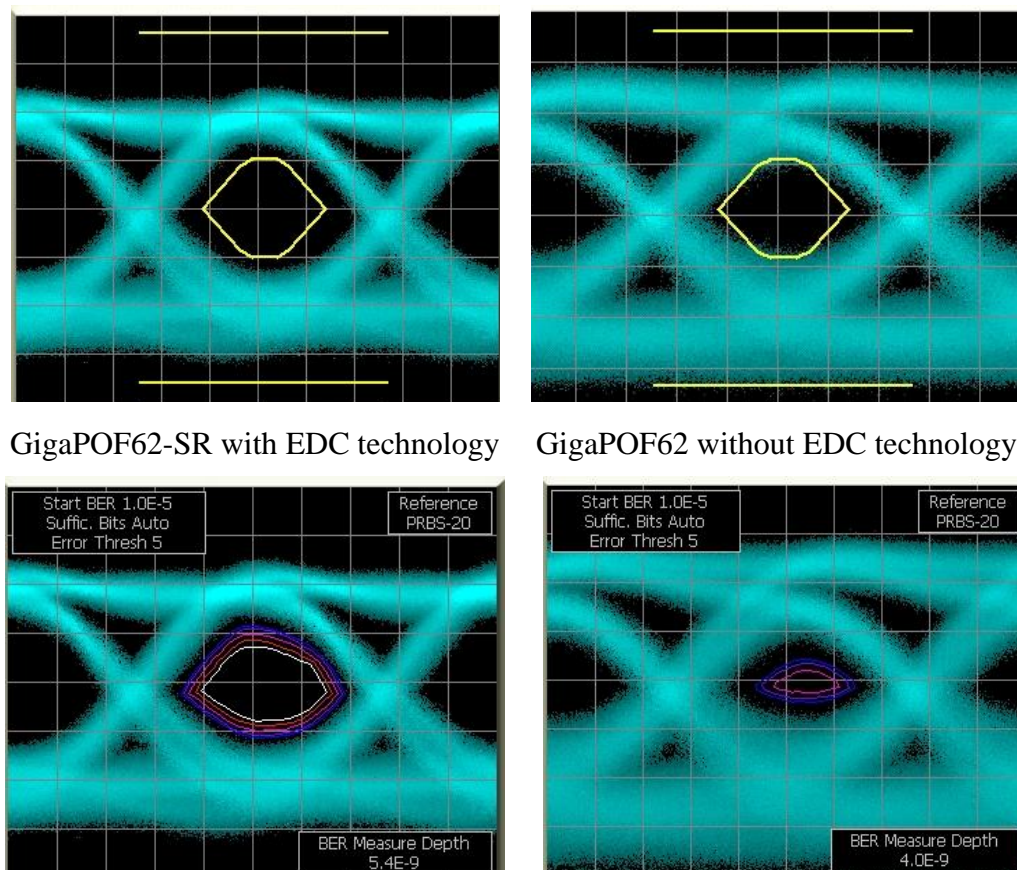 GigaPOF62-SR with EDC technology
GigaPOF62 without EDC technology
Start BER 1.0E-5
Suffic. Bits Auto
Error Thresh 5
Reference
PRBS-20
BER Measure Depth
5.4E-9
Start BER 1.0E-5
Suffic. Bits Auto
Error Thresh 5
Reference
PRBS-20
BER Measure Depth
4.0E-9